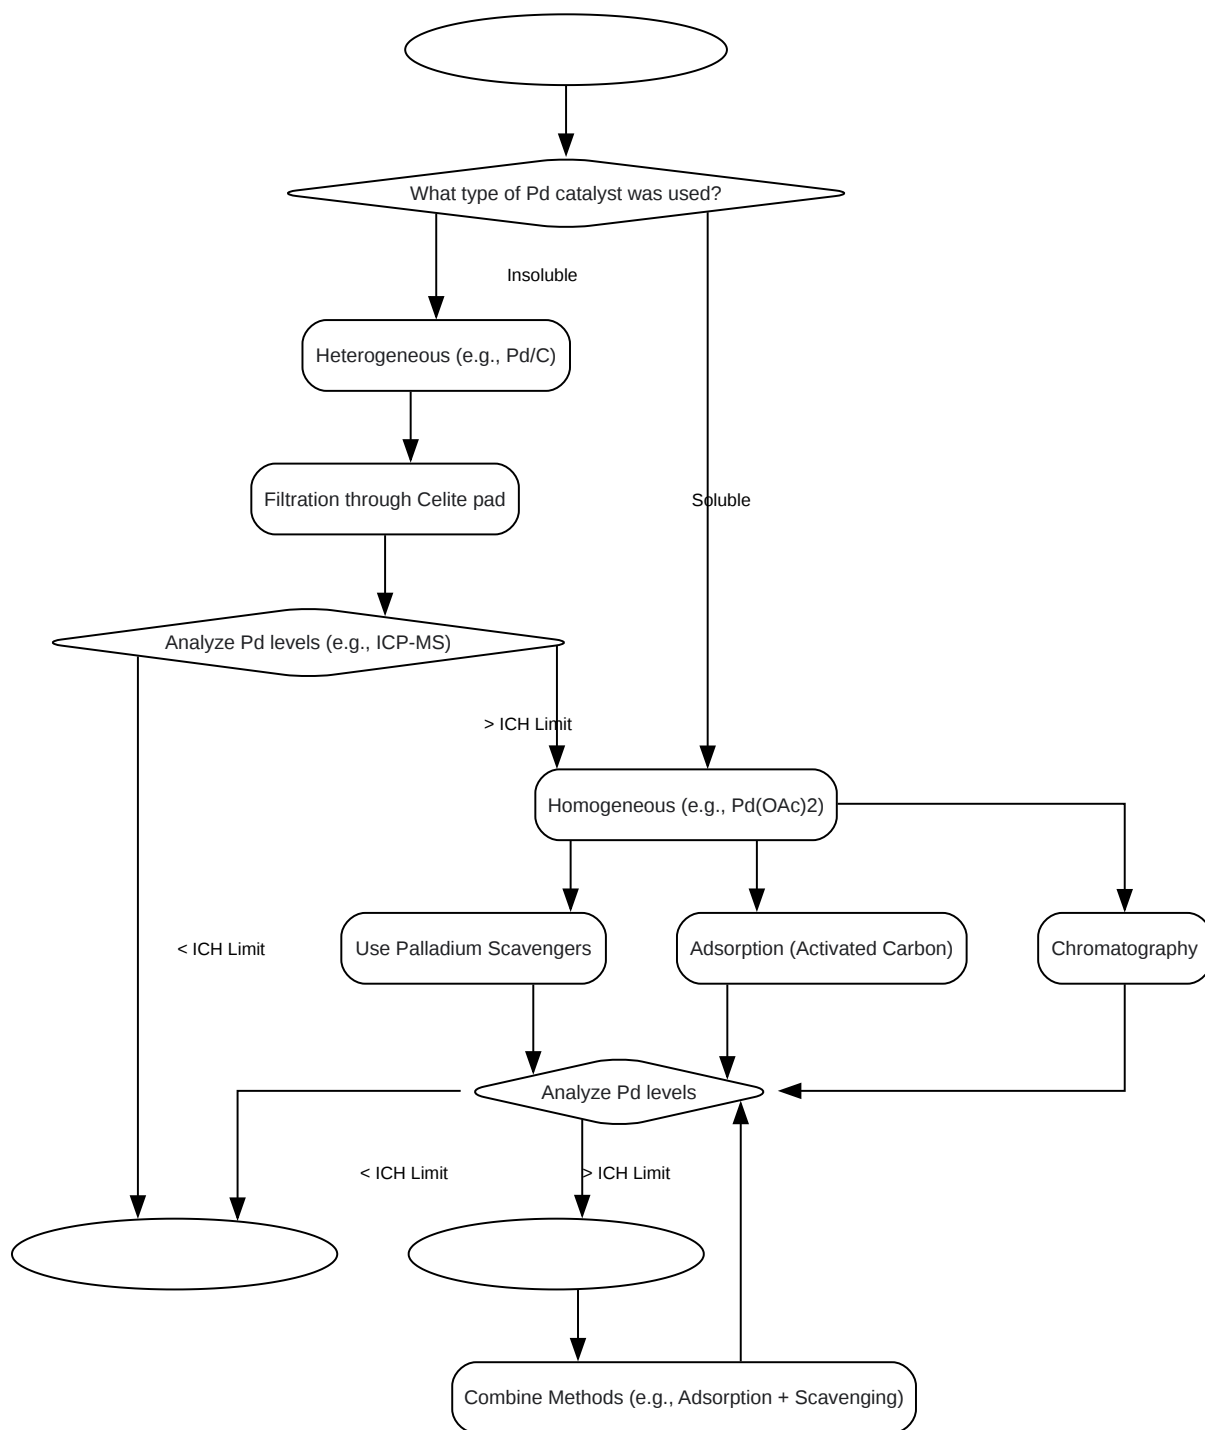 What type of Pd catalyst was used?
Insoluble
Heterogeneous (e.g., Pd/C)
Filtration through Celite pad
Soluble
Analyze Pd levels (e.g., ICP-MS)
> ICH Limit
Homogeneous (e.g., Pd(OAc)2)
< ICH Limit
Use Palladium Scavengers
Adsorption (Activated Carbon)
Chromatography
Analyze Pd levels
< ICH Limit
> ICH Limit
Combine Methods (e.g., Adsorption + Scavenging)